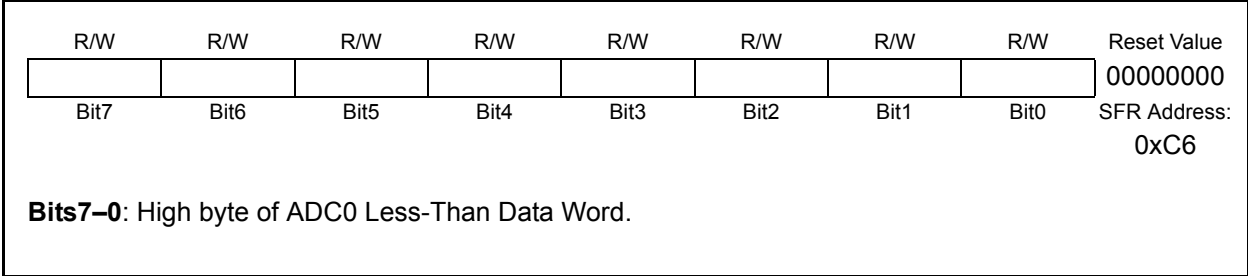 R/W R/W R/W R/W R/W R/W R/W R/W Reset Value
00000000
Bit7 Bit6 Bit5 Bit4 Bit3 Bit2 Bit1 Bit0 SFR Address:
0xC6
Bits7–0: High byte of ADC0 Less-Than Data Word.